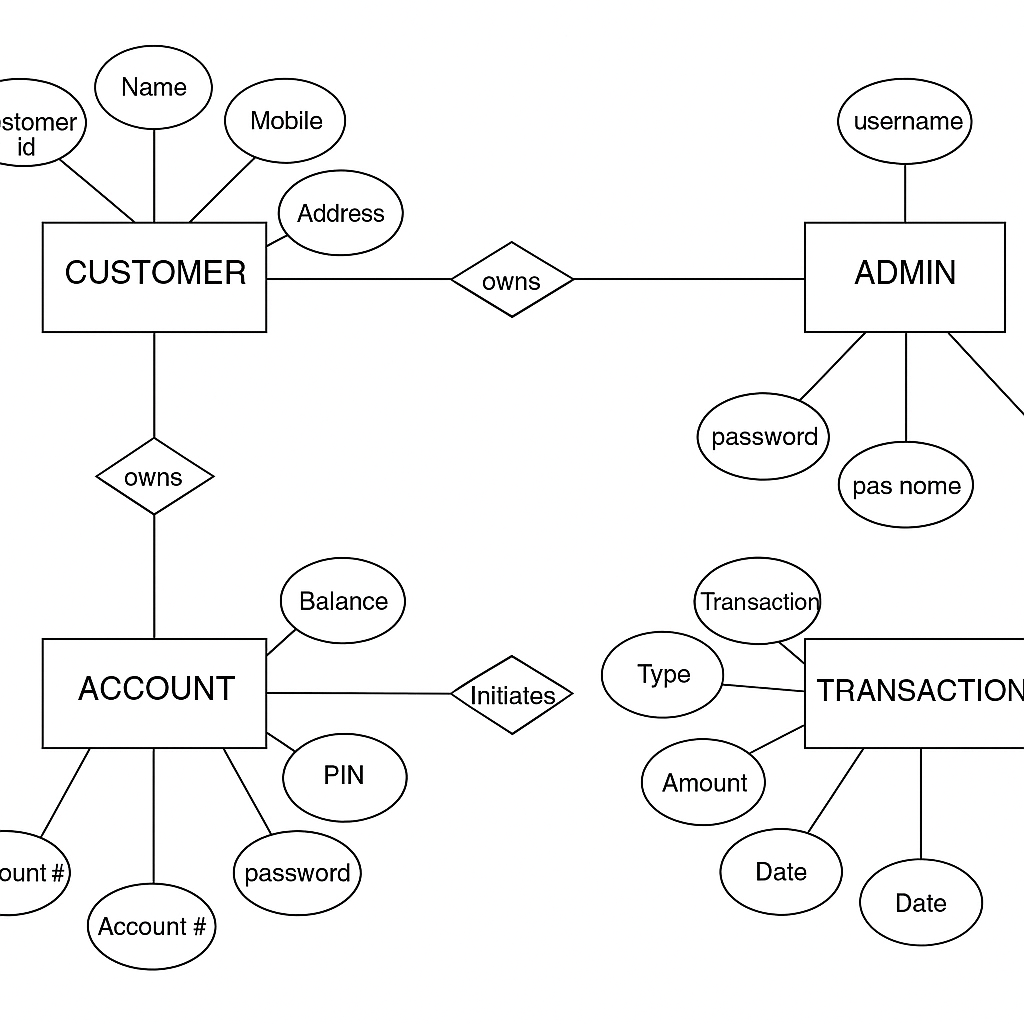 Name
stomer
id
Mobile
username
Address
CUSTOMER
owns
ADMIN
password
owns
pas nome
Balance
Transaction
Type
ACCOUNT
Initiates
TRANSACTION
PIN
Amount
ount #
password
Date
Account #
Date